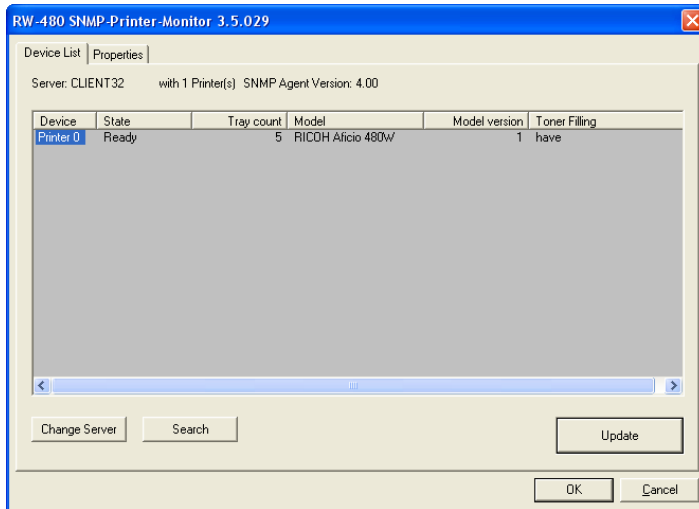 RW-480 SNMP-Printer-Monitor 3.5.029
Device List Properties
Server: CLIENT32 with 1 Printer(s) SNMP Agent Version: 4.00
Device State Tray count Model Model version Toner Filling
Printer 0 Ready 5 RICOH Aficio 480W 1 have
Change Server Search Update
OK Cancel